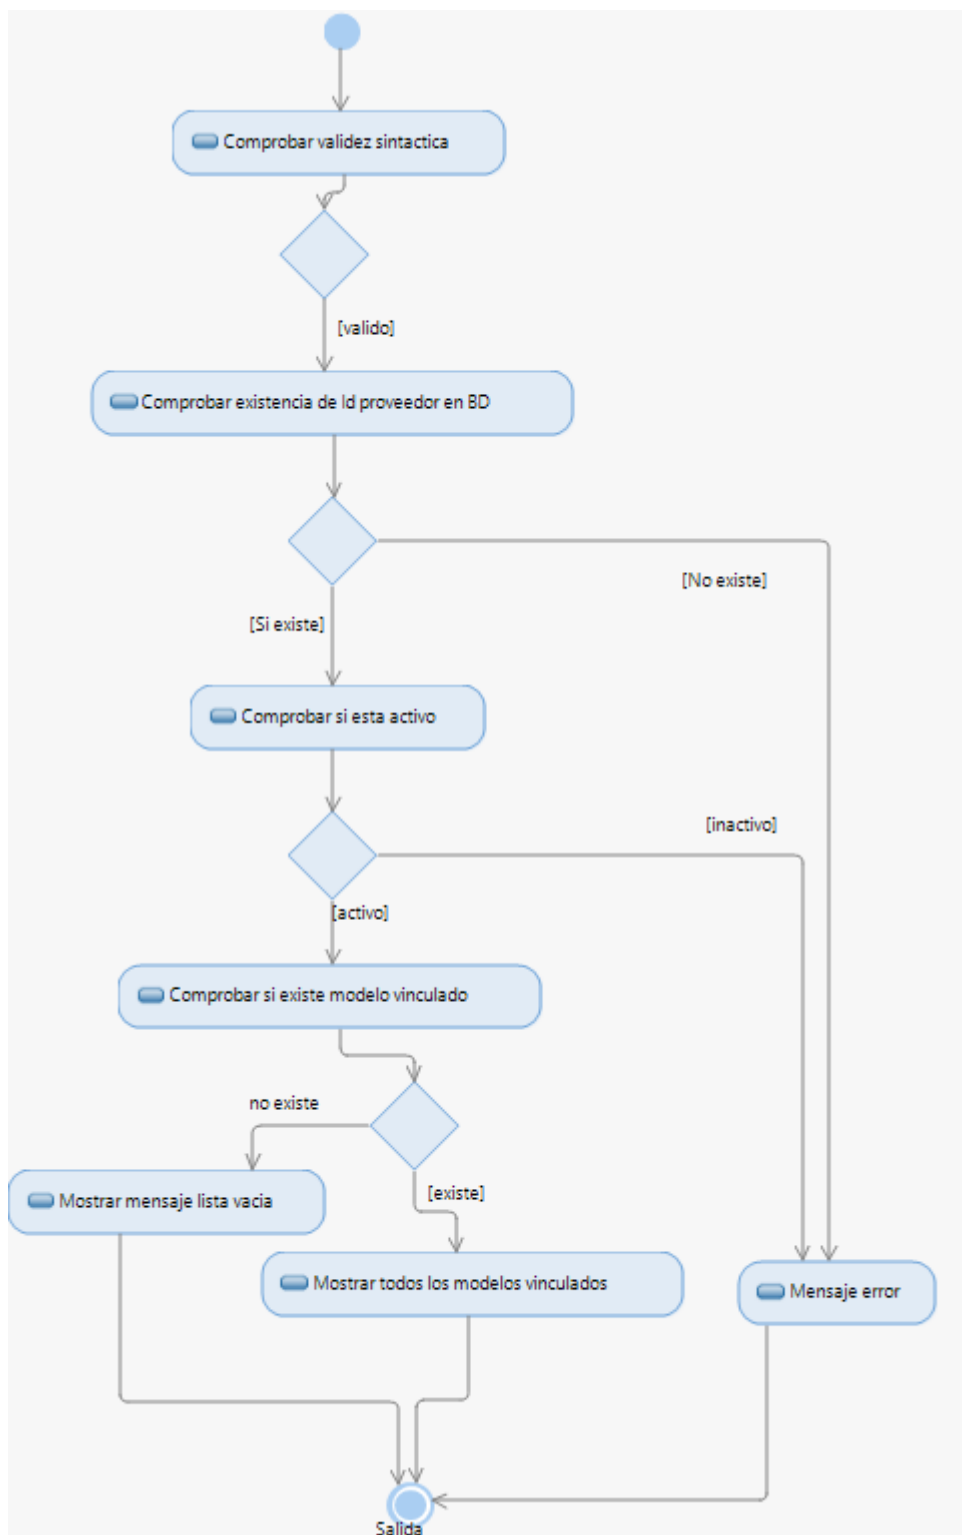 Comprobar validez sintactica
[valido]
Comprobar existencia de Id proveedor en BD
[No existe]
[Si existe]
Comprobar si esta activo
[inactivo]
[activo]
Comprobar si existe modelo vinculado
no existe
[existe]
Mostrar mensaje lista vacia
Mostrar todos los modelos vinculados
Mensaje error
Salida